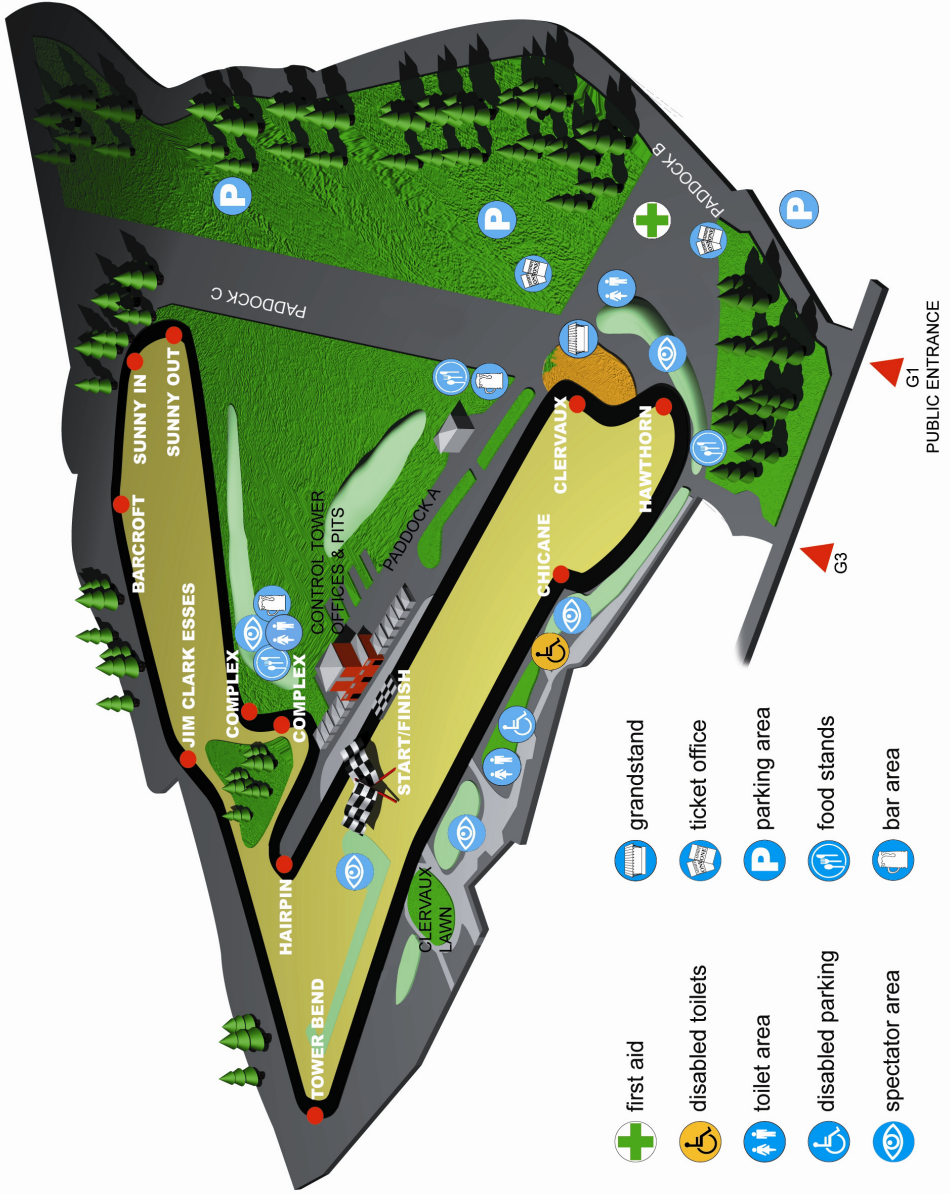 BARCROFT
SUNNY IN
SUNNY OUT
JIM CLARK ESSES
COMPLEX
P
PADDOCK C
HAIRPIN
COMPLEX
TOWER BEND
CONTROL TOWER
OFFICES & PITS
START/FINISH
PADDOCK A
CLERVAUX
LAWN
P
CHICANE
CLERVAUX
HAWTHORN
PADDOCK B
P
first aid
grandstand
disabled toilets
ticket office
toilet area
P
parking area
disabled parking
food stands
spectator area
bar area
G3
G1
PUBLIC ENTRANCE